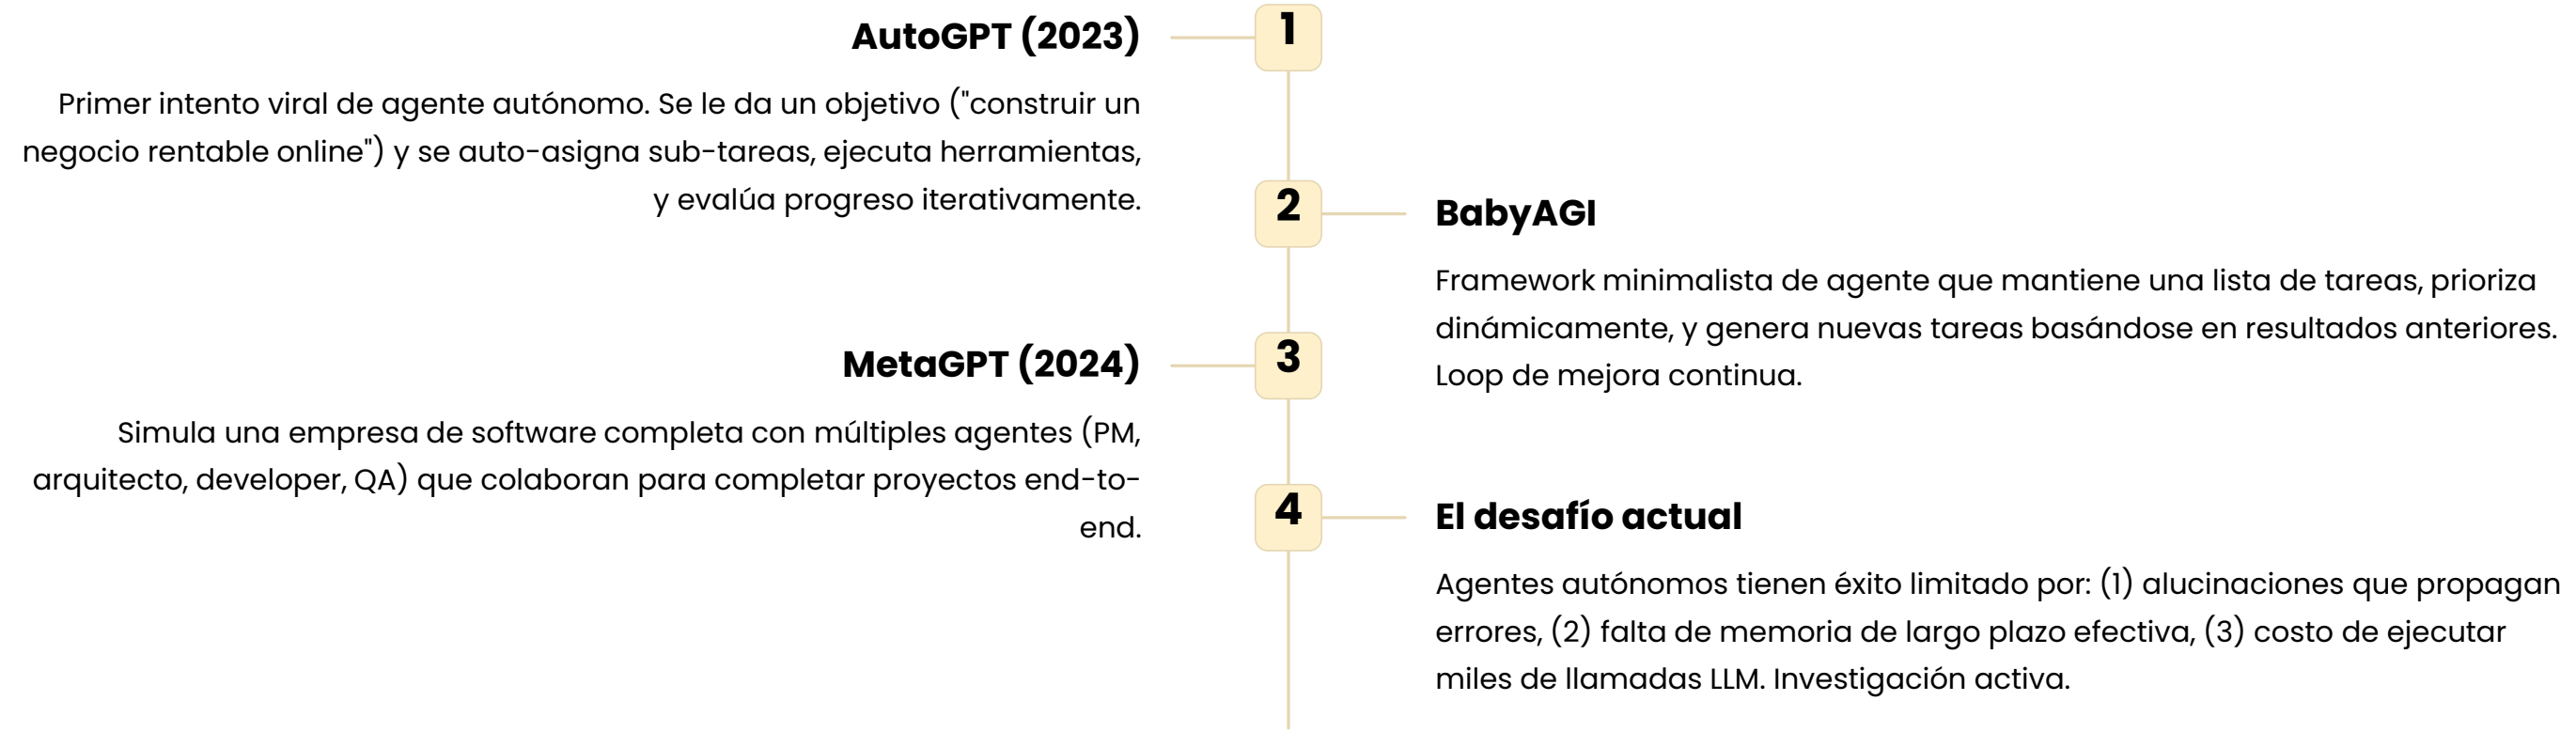 AutoGPT (2023)
1
Primer intento viral de agente autónomo. Se le da un objetivo ("construir un
negocio rentable online") y se auto-asigna sub-tareas, ejecuta herramientas,
y evalúa progreso iterativamente.
2
BabyAGI
Framework minimalista de agente que mantiene una lista de tareas, prioriza
dinámicamente, y genera nuevas tareas basándose en resultados anteriores.
Loop de mejora continua.
MetaGPT (2024)
3
Simula una empresa de software completa con múltiples agentes (PM,
arquitecto, developer, QA) que colaboran para completar proyectos end-to-
end.
4
El desafío actual
Agentes autónomos tienen éxito limitado por: (1) alucinaciones que propagan
errores, (2) falta de memoria de largo plazo efectiva, (3) costo de ejecutar
miles de llamadas LLM. Investigación activa.